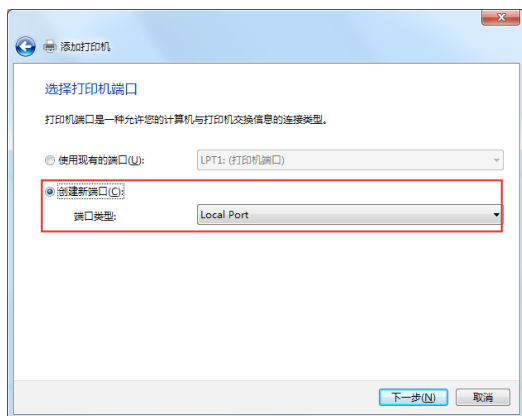 添加打印机
选择打印机端口
打印机端口是一种允许您的计算机与打印机交换信息的连接类型。
使用现有的端口(U): LPT1: (打印机端口)
创建新端口(C):
端口类型: Local Port
下一步(N) 取消